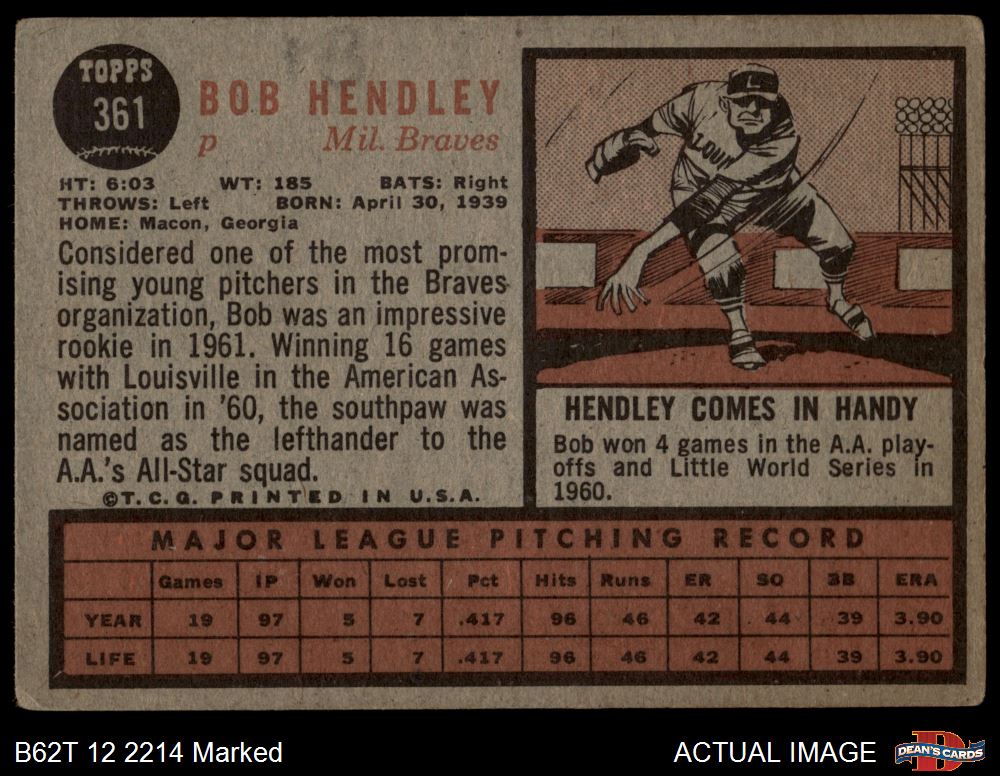 TOPPS
361
BOB HENDLEY
p Mil. Braves
HT: 6:03 WT: 185 BATS: Right
THROWS: Left BORN: April 30, 1939
HOME: Macon, Georgia
Considered one of the most prom-
ising young pitchers in the Braves
organization, Bob was an impressive
rookie in 1961. Winning 16 games
with Louisville in the American As-
sociation in '60, the southpaw was
named as the lefthander to the
A.A.'s All-Star squad.
©T.C.G. PRINTED IN U.S.A.
L
LOUI
HENDLEY COMES IN HANDY
Bob won 4 games in the A.A. play-
offs and Little World Series in
1960.
MAJOR LEAGUE PITCHING RECORD
Games IP Won Lost Pct Hits Runs ER SO BB ERA
YEAR 19 97 5 7 .417 96 46 42 44 39 3.90
LIFE 19 97 5 7 .417 96 46 42 44 39 3.90
B62T 12 2214 Marked
ACTUAL IMAGE
DEAN'S CARDS